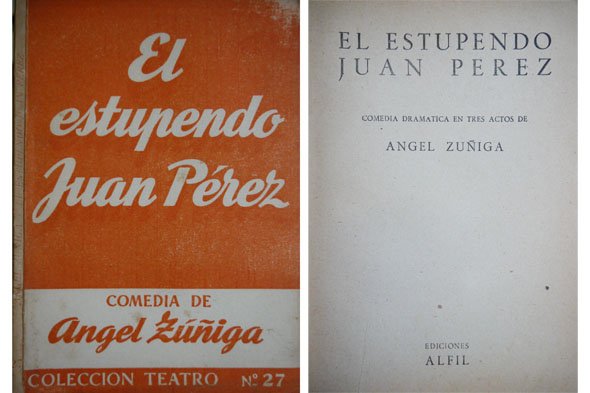 El
estupendo
Juan Pérez
COMEDIA DE
Angel Zúñiga
COLECCION TEATRO Nº 27
EL ESTUPENDO
JUAN PEREZ
COMEDIA DRAMATICA EN TRES ACTOS DE
ANGEL ZUÑIGA
EDICIONES
ALFIL